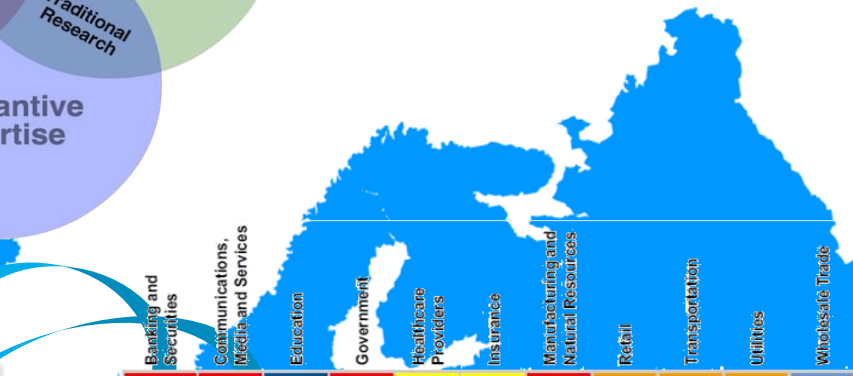 raditional
Research
antive
rtise
Banking and
Securities
Communications,
Media and Services
Education
Government
Healthcare
Providers
Insurance
Manufacturing and
Natural Resources
Retail
Transportation
Utilities
Wholesale Trade